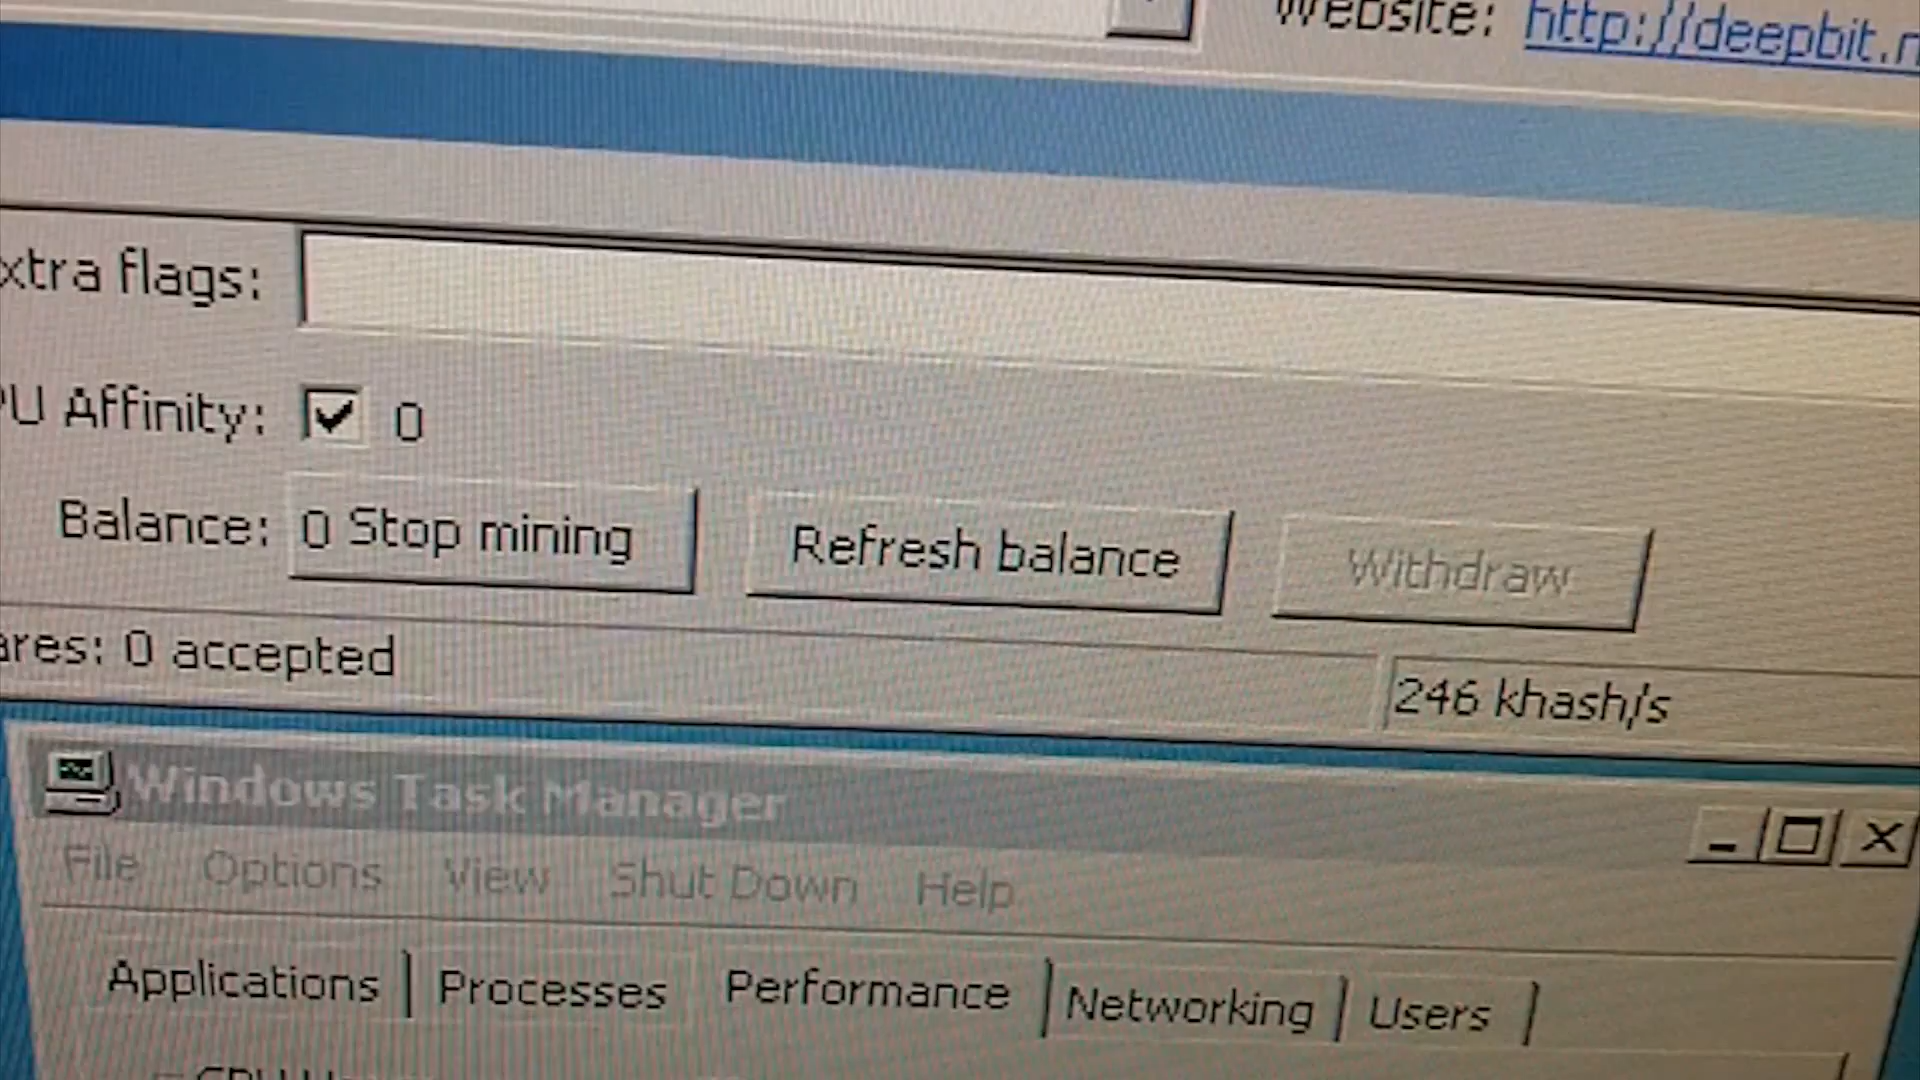 Website: http://deepbit.n
xtra flags:
PU Affinity: 0
Balance: 0 Stop mining Refresh balance Withdraw
ares: 0 accepted 246 khash/s
Windows Task Manager
File Options View Shut Down Help
Applications Processes Performance Networking Users